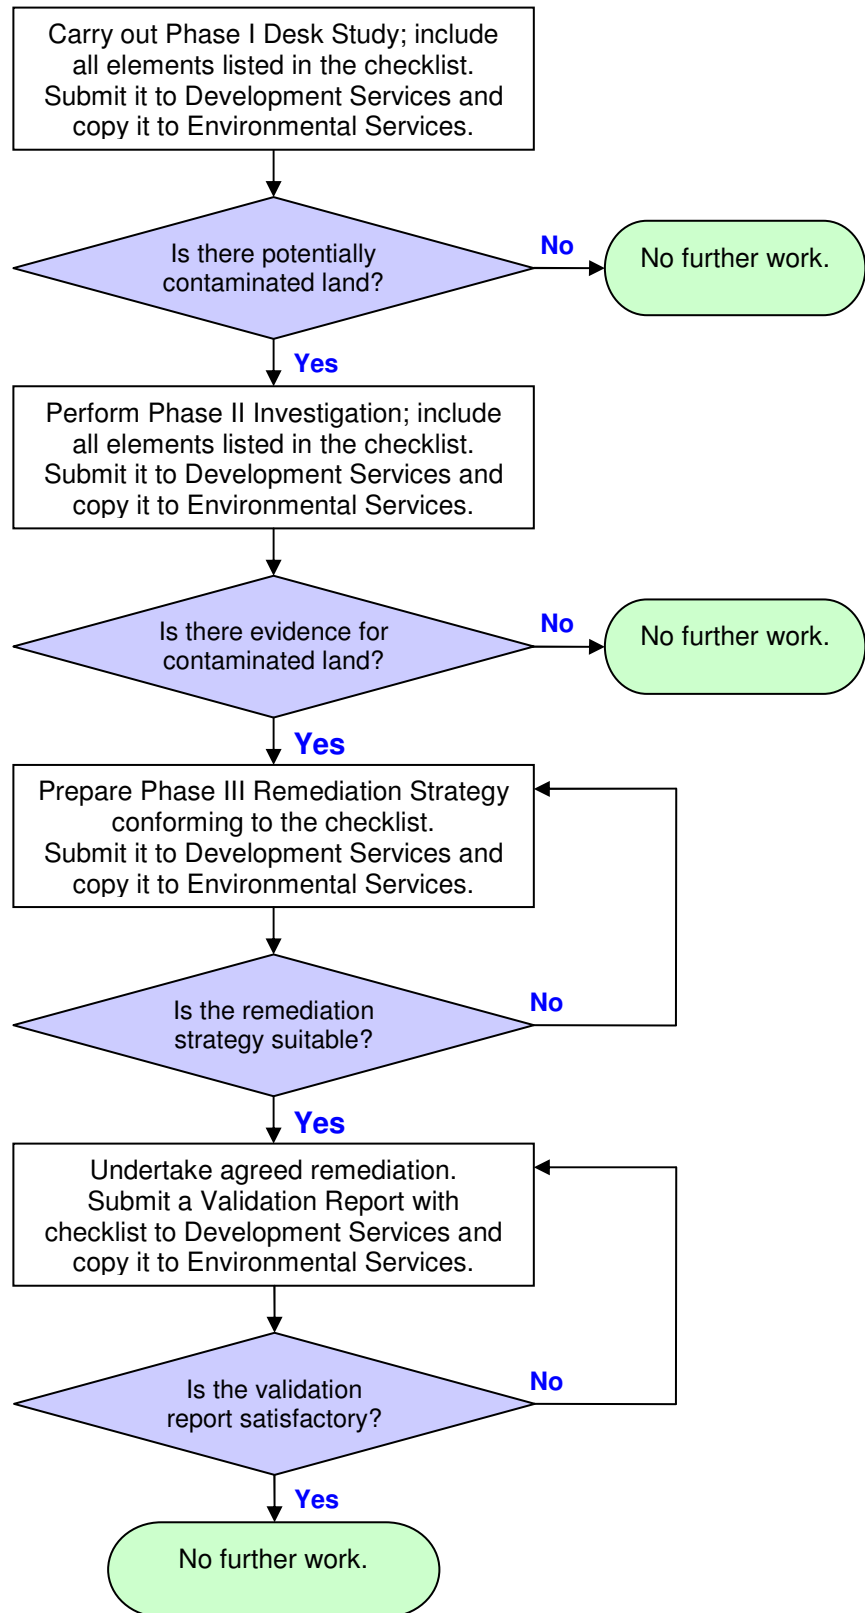 Carry out Phase I Desk Study; include
all elements listed in the checklist.
Submit it to Development Services and
copy it to Environmental Services.
Is there potentially
contaminated land?
No
No further work.
Yes
Perform Phase II Investigation; include
all elements listed in the checklist.
Submit it to Development Services and
copy it to Environmental Services.
Is there evidence for
contaminated land?
No
No further work.
Yes
Prepare Phase III Remediation Strategy
conforming to the checklist.
Submit it to Development Services and
copy it to Environmental Services.
Is the remediation
strategy suitable?
No
Yes
Undertake agreed remediation.
Submit a Validation Report with
checklist to Development Services and
copy it to Environmental Services.
Is the validation
report satisfactory?
No
Yes
No further work.